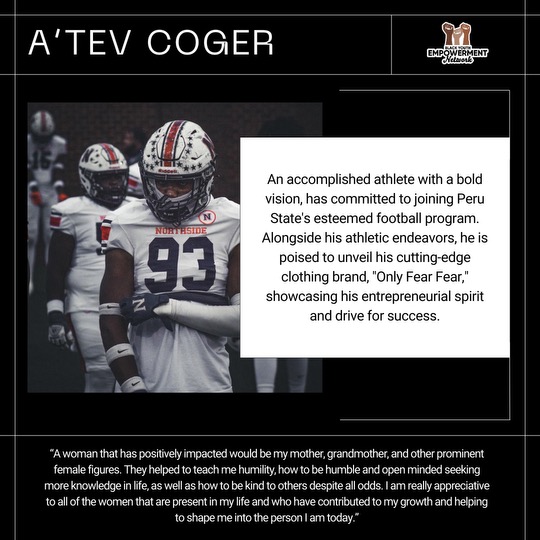 A'TEV COGER
BLACK YOUTH
EMPOWERMENT
Network
An accomplished athlete with a bold
vision, has committed to joining Peru
State's esteemed football program.
Alongside his athletic endeavors, he is
poised to unveil his cutting-edge
clothing brand, "Only Fear Fear,"
showcasing his entrepreneurial spirit
and drive for success.
16
Riddell
N
NORTHSIDE
93
N
“A woman that has positively impacted would be my mother, grandmother, and other prominent
female figures. They helped to teach me humility, how to be humble and open minded seeking
more knowledge in life, as well as how to be kind to others despite all odds. I am really appreciative
to all of the women that are present in my life and who have contributed to my growth and helping
to shape me into the person I am today.”